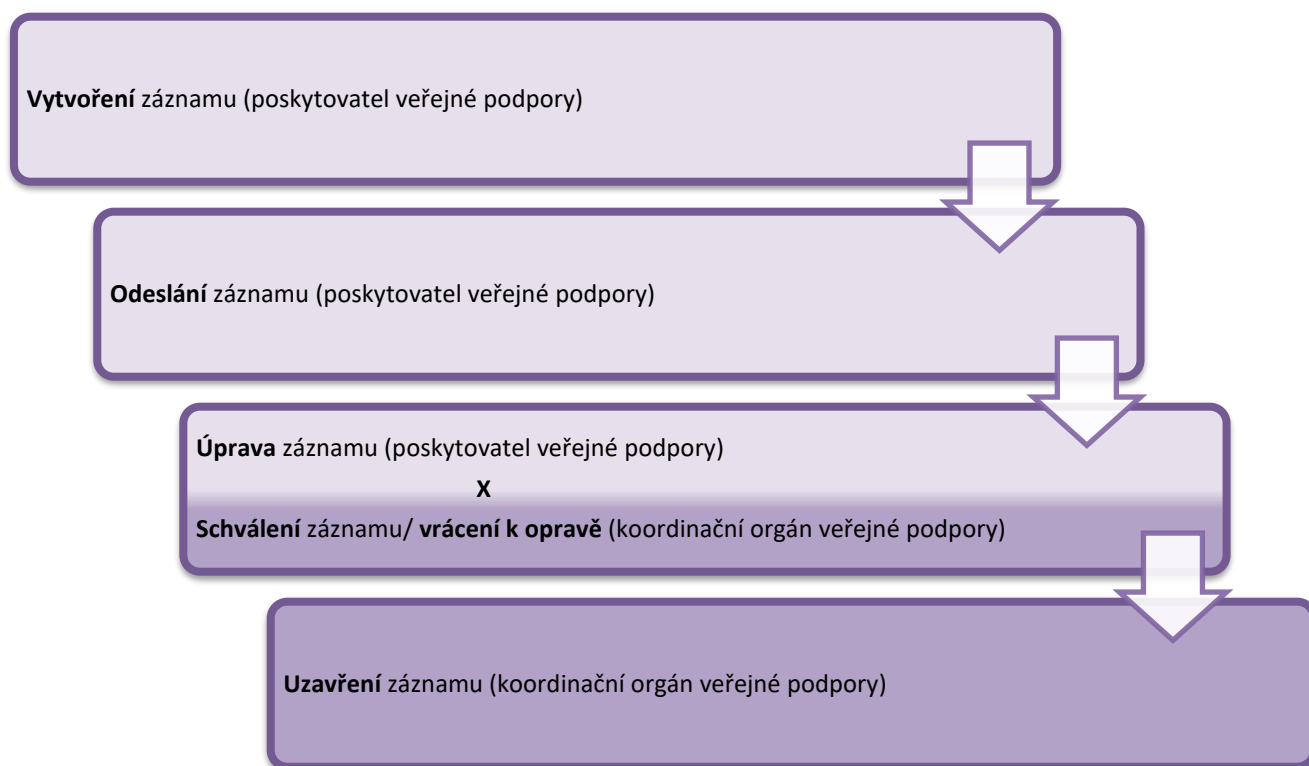 Vytvoření záznamu (poskytovatel veřejné podpory)
Odeslání záznamu (poskytovatel veřejné podpory)
Úprava záznamu (poskytovatel veřejné podpory)
X
Schválení záznamu/ vrácení k opravě (koordinační orgán veřejné podpory)
Uzavření záznamu (koordinační orgán veřejné podpory)